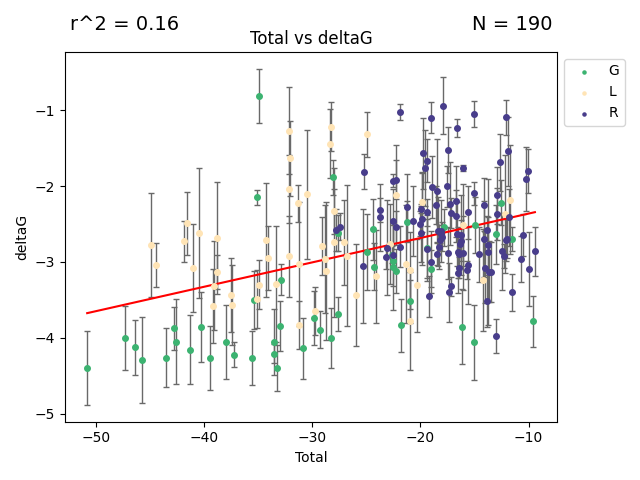 r^2 = 0.16 N = 190
Total vs deltaG
G
L
R
−1
−2
−3
−4
−5
deltaG
−50 −40 −30 −20 −10
Total